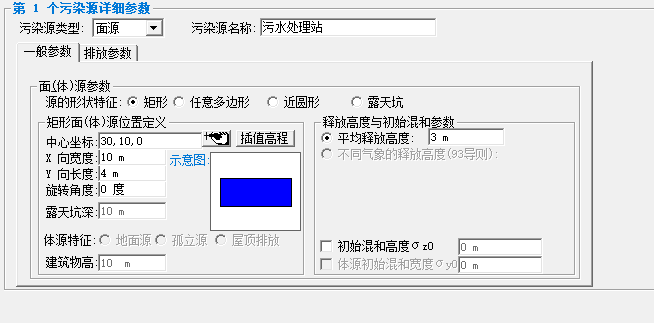 第 1 个污染源详细参数
污染源类型: 面源 污染源名称: 污水处理站
一般参数 排放参数
面(体)源参数
源的形状特征: 矩形 任意多边形 近圆形 露天坑
矩形面(体)源位置定义
中心坐标: 30,10,0 插值高程
X 向宽度: 10 m 示意图:
Y 向长度: 4 m
旋转角度: 0 度
露天坑深: 10 m
体源特征: 地面源 孤立源 屋顶排放
建筑物高: 10 m
释放高度与初始混和参数
平均释放高度: 3 m
不同气象的释放高度(93导则):
初始混和高度σz0 0 m
体源初始混和宽度σy0 0 m